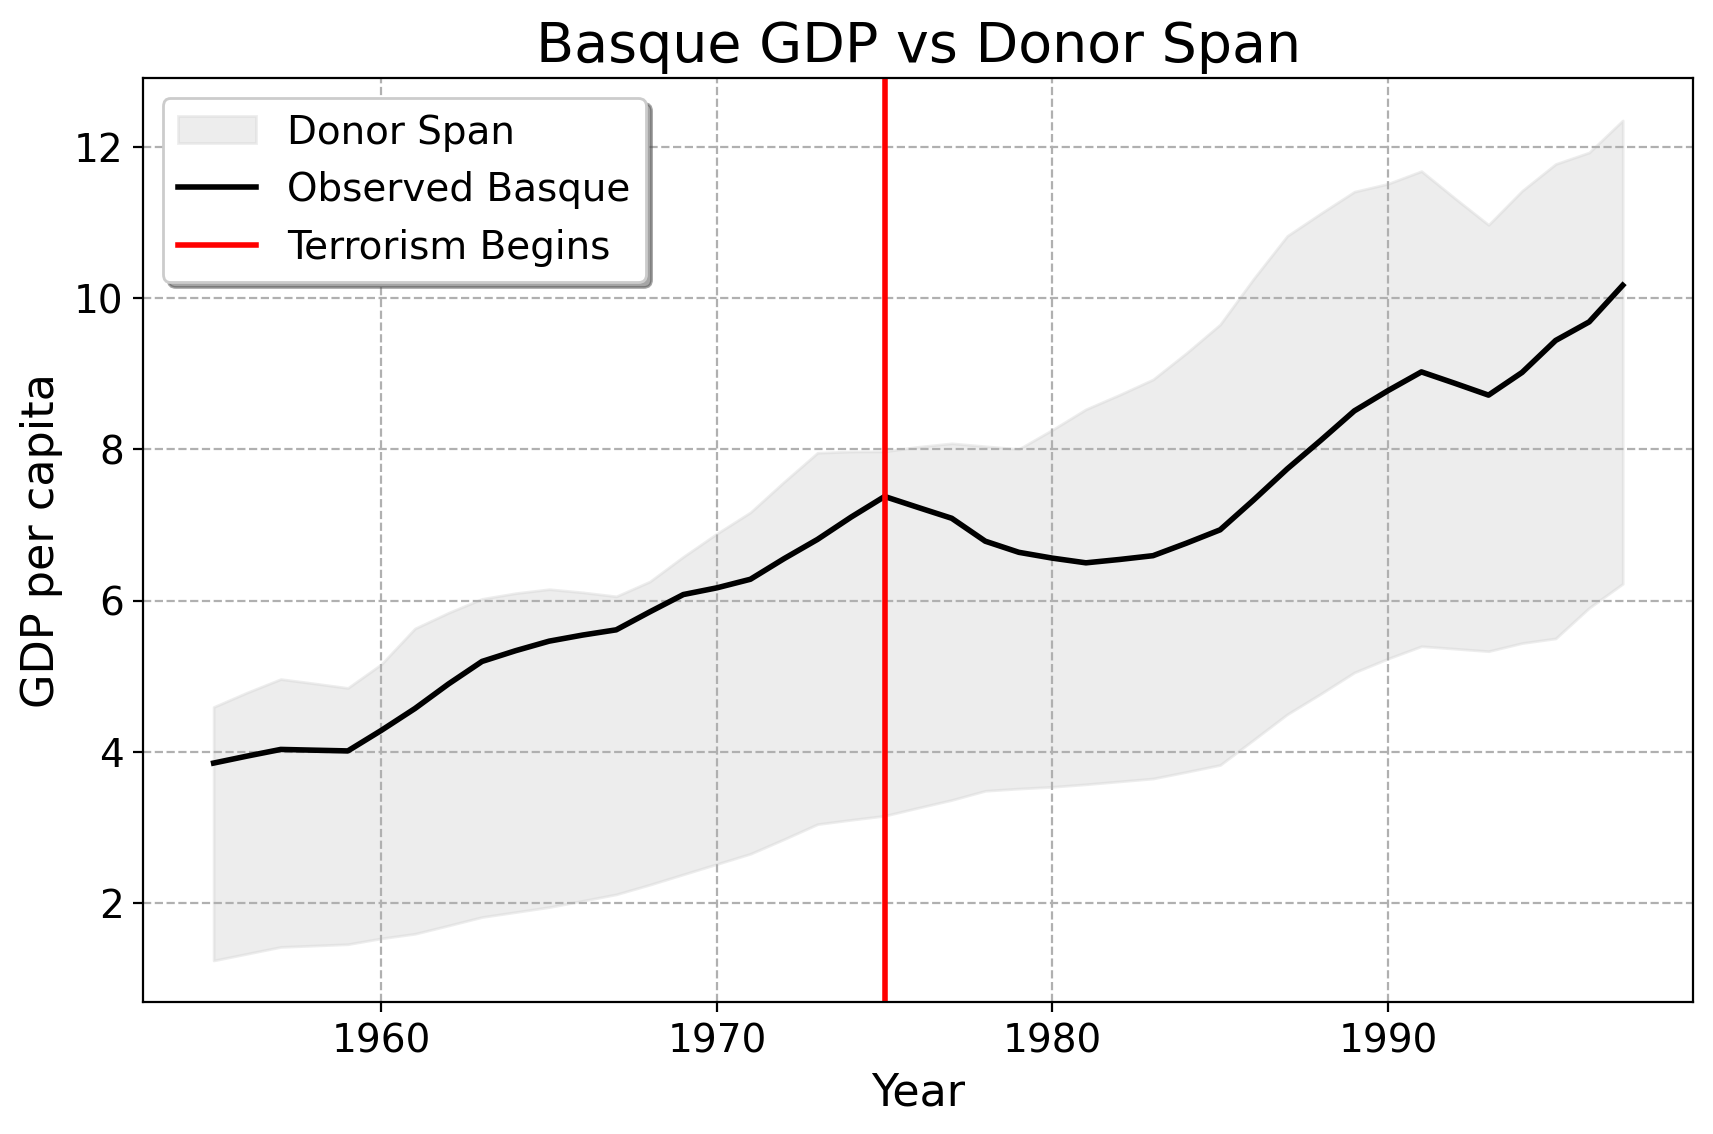 Basque GDP vs Donor Span
Donor Span
Observed Basque
Terrorism Begins
GDP per capita
12
10
8
6
4
2
1960 1970 1980 1990
Year